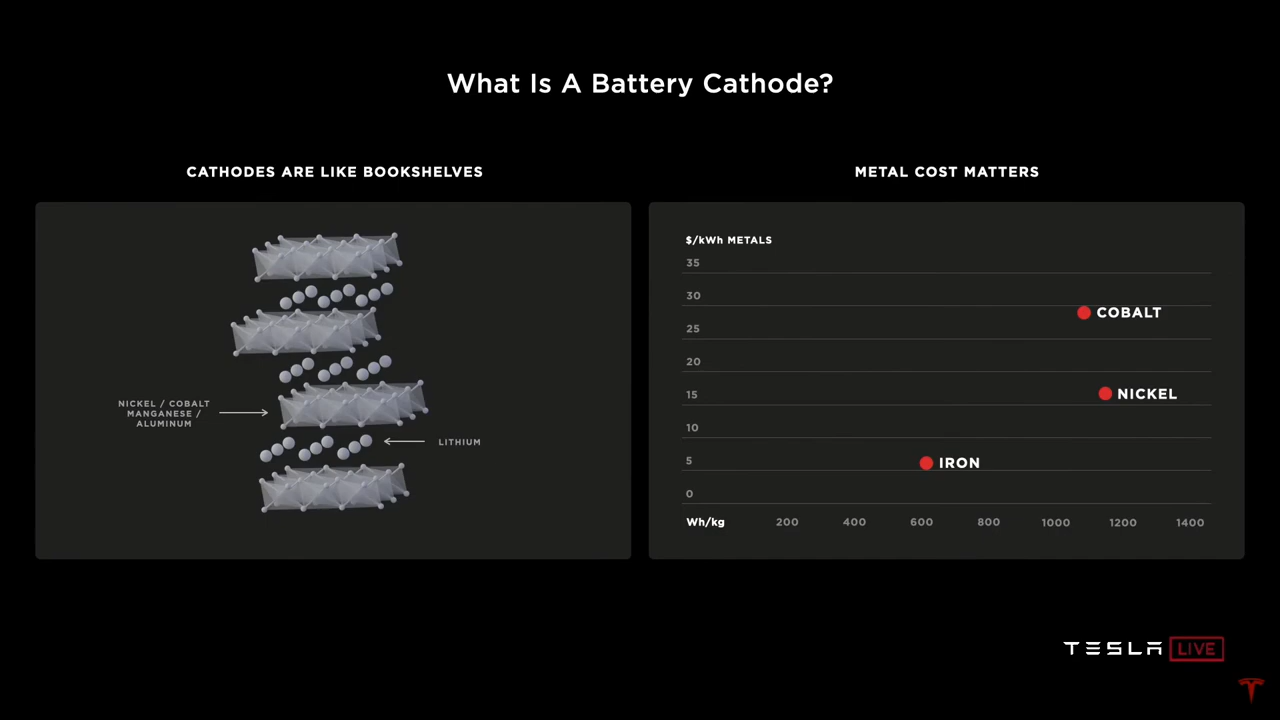 What Is A Battery Cathode?
CATHODES ARE LIKE BOOKSHELVES
NICKEL / COBALT
MANGANESE /
ALUMINUM
LITHIUM
METAL COST MATTERS
$/kWh METALS
35
30
25
20
15
10
5
0
COBALT
NICKEL
IRON
Wh/kg 200 400 600 800 1000 1200 1400
TESLA LIVE